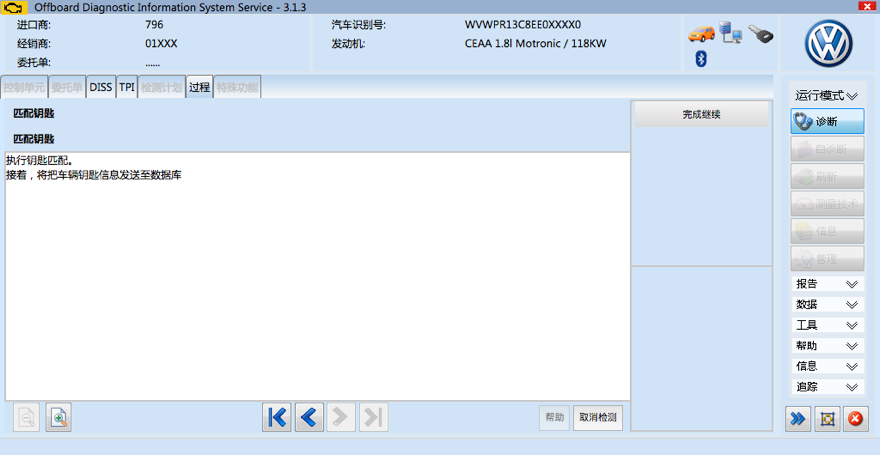 Offboard Diagnostic Information System Service - 3.1.3
进口商: 796 汽车识别号: WVWPR13C8EE0XXXX0
经销商: 01XXX 发动机: CEAA 1.8l Motronic / 118KW
委托单: ......
控制单元 委托单 DISS TPI 检测计划 过程 特殊功能
匹配钥匙
匹配钥匙
执行钥匙匹配。
接着，将把车辆钥匙信息发送至数据库
完成继续
运行模式
诊断
自诊断
刷新
测量技术
信息
管理
报告
数据
工具
帮助
信息
追踪
帮助 取消检测